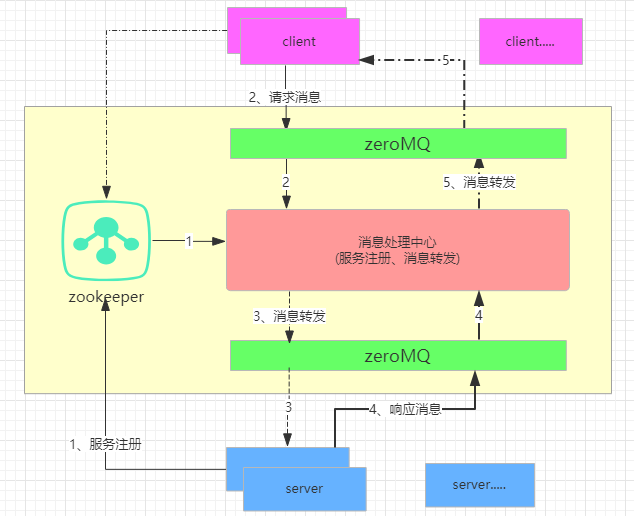 client
client.....
5
2、请求消息
zeroMQ
2
5、消息转发
1
消息处理中心
(服务注册、消息转发)
zookeeper
3、消息转发
4
zeroMQ
3
4、响应消息
1、服务注册
server
server.....